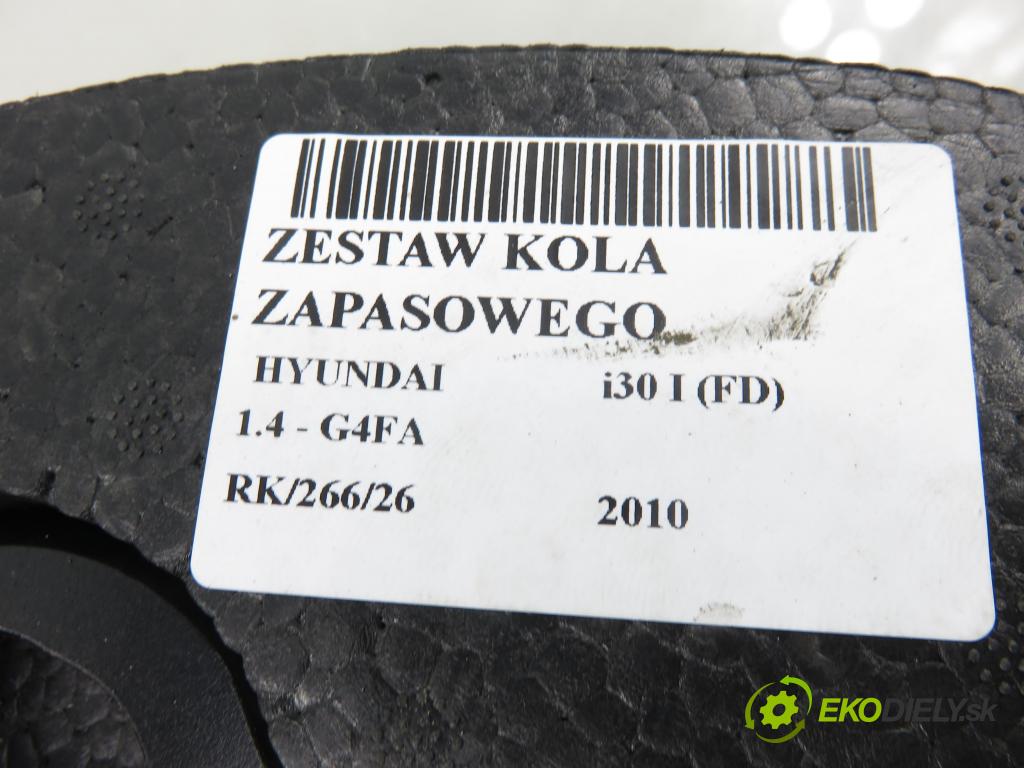 ZESTAW KOLA
ZAPASOWEGO
HYUNDAI i30 I (FD)
1.4 - G4FA
RK/266/26 2010
EKODIELY.sk